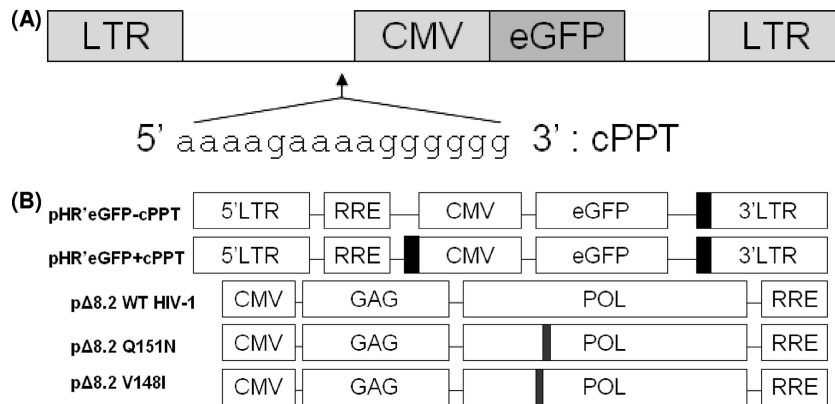 (A)
LTR CMV eGFP LTR
5’ aaaagaaaagggggg 3’ : cPPT
(B)
pHR’eGFP-cPPT 5’LTR RRE CMV eGFP 3’LTR
pHR’eGFP+cPPT 5’LTR RRE CMV eGFP 3’LTR
pΔ8.2 WT HIV-1 CMV GAG POL RRE
pΔ8.2 Q151N CMV GAG POL RRE
pΔ8.2 V148I CMV GAG POL RRE